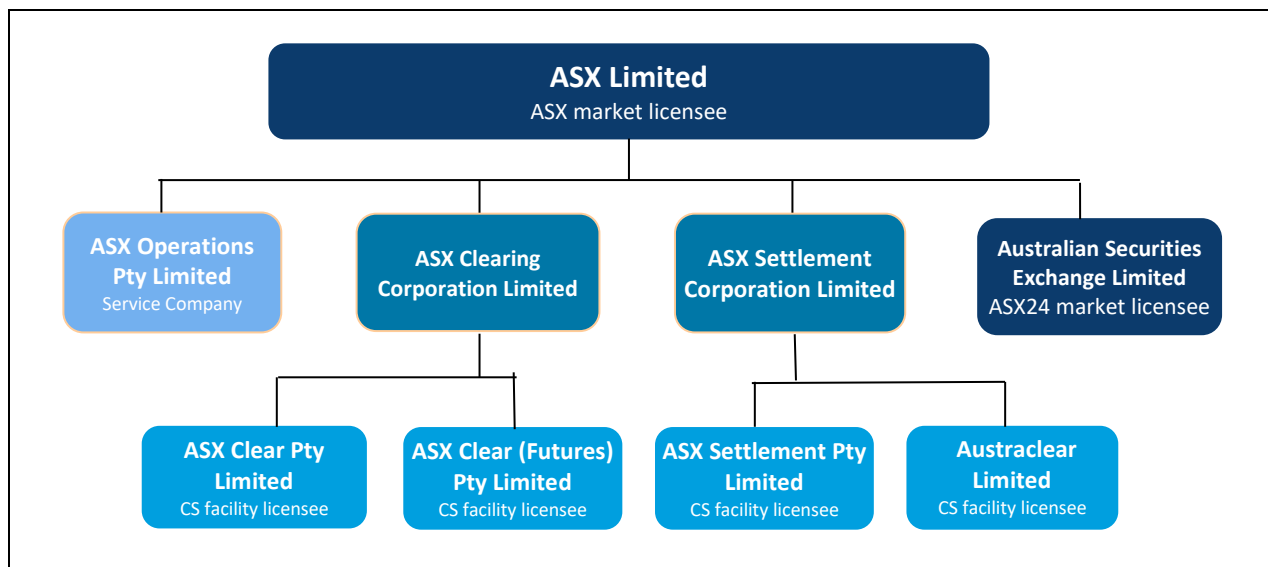 ASX Limited
ASX market licensee
ASX Operations
Pty Limited
Service Company
ASX Clearing
Corporation Limited
ASX Settlement
Corporation Limited
Australian Securities
Exchange Limited
ASX24 market licensee
ASX Clear Pty
Limited
CS facility licensee
ASX Clear (Futures)
Pty Limited
CS facility licensee
ASX Settlement Pty
Limited
CS facility licensee
Austraclear
Limited
CS facility licensee